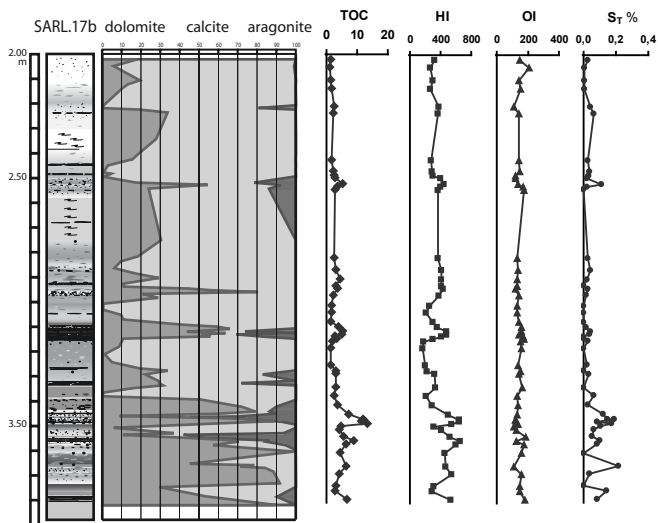 TOC HI OI S_T %
SARL.17b dolomite calcite aragonite
0 10 20 30 40 50 60 70 80 90 100
0 10 20 0 400 800 0 200 400 0,0 0,2 0,4
2.00
m
2.50
3.50